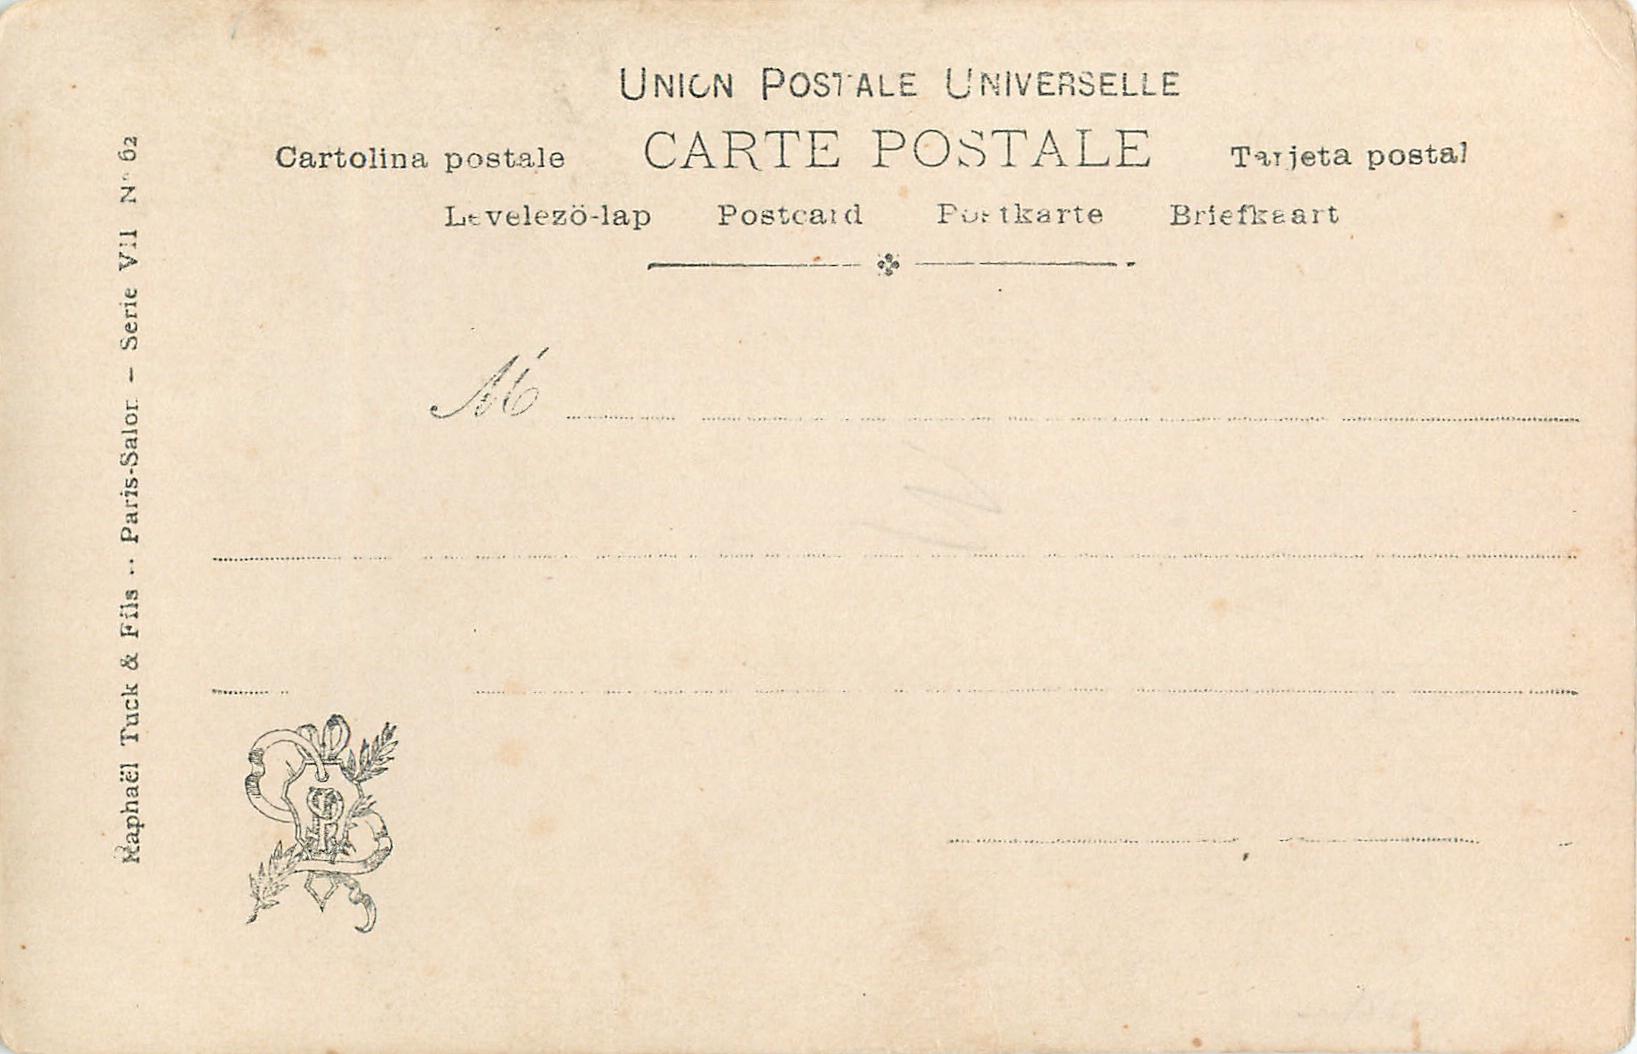 UNION POSTALE UNIVERSELLE
Cartolina postale CARTE POSTALE Tarjeta postal
Levelezö-lap Postcard Postkarte Briefkaart
M
Raphaël Tuck & Fils -- Paris-Salon — Serie VII No 62